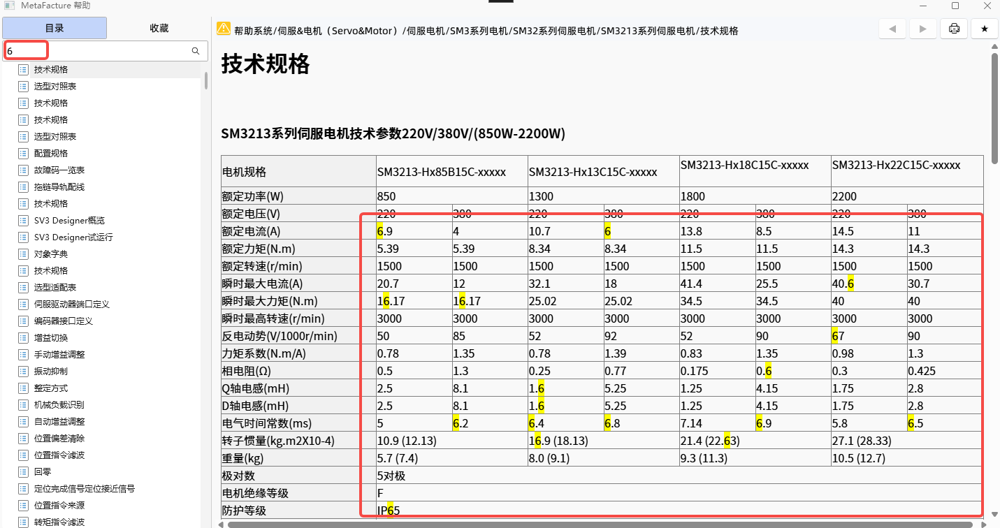 MetaFacture 帮助
目录
收藏
6
技术规格
选型对照表
技术规格
技术规格
选型对照表
配置规格
故障码一览表
拖链导轨配线
技术规格
SV3 Designer概览
SV3 Designer试运行
对象字典
技术规格
选型适配表
伺服驱动器端口定义
编码器接口定义
增益切换
手动增益调整
振动抑制
整定方式
机械负载识别
自动增益调整
位置偏差清除
位置指令滤波
回零
定位完成信号定位接近信号
位置指令来源
转矩指令滤波
帮助系统/伺服&电机（Servo&Motor）/伺服电机/SM3系列电机/SM32系列伺服电机/SM3213系列伺服电机/技术规格
技术规格
SM3213系列伺服电机技术参数220V/380V/(850W-2200W)
电机规格 SM3213-Hx85B15C-xxxxx SM3213-Hx13C15C-xxxxx SM3213-Hx18C15C-xxxxx SM3213-Hx22C15C-xxxxx
额定功率(W) 850 1300 1800 2200
额定电压(V) 220 380 220 380 220 380 220 380
额定电流(A) 6.9 4 10.7 6 13.8 8.5 14.5 11
额定力矩(N.m) 5.39 5.39 8.34 8.34 11.5 11.5 14.3 14.3
额定转速(r/min) 1500 1500 1500 1500 1500 1500 1500 1500
瞬时最大电流(A) 20.7 12 32.1 18 41.4 25.5 40.6 30.7
瞬时最大力矩(N.m) 16.17 16.17 25.02 25.02 34.5 34.5 40 40
瞬时最高转速(r/min) 3000 3000 3000 3000 3000 3000 3000 3000
反电动势(V/1000r/min) 50 85 52 92 52 90 67 90
力矩系数(N.m/A) 0.78 1.35 0.78 1.39 0.83 1.35 0.98 1.3
相电阻(Ω) 0.5 1.3 0.25 0.77 0.175 0.6 0.3 0.425
Q轴电感(mH) 2.5 8.1 1.6 5.25 1.25 4.15 1.75 2.8
D轴电感(mH) 2.5 8.1 1.6 5.25 1.25 4.15 1.75 2.8
电气时间常数(ms) 5 6.2 6.4 6.8 7.14 6.9 5.8 6.5
转子惯量(kg.m2X10-4) 10.9 (12.13) 16.9 (18.13) 21.4 (22.63) 27.1 (28.33)
重量(kg) 5.7 (7.4) 8.0 (9.1) 9.3 (11.3) 10.5 (12.7)
极对数 5对极
电机绝缘等级 F
防护等级 IP65